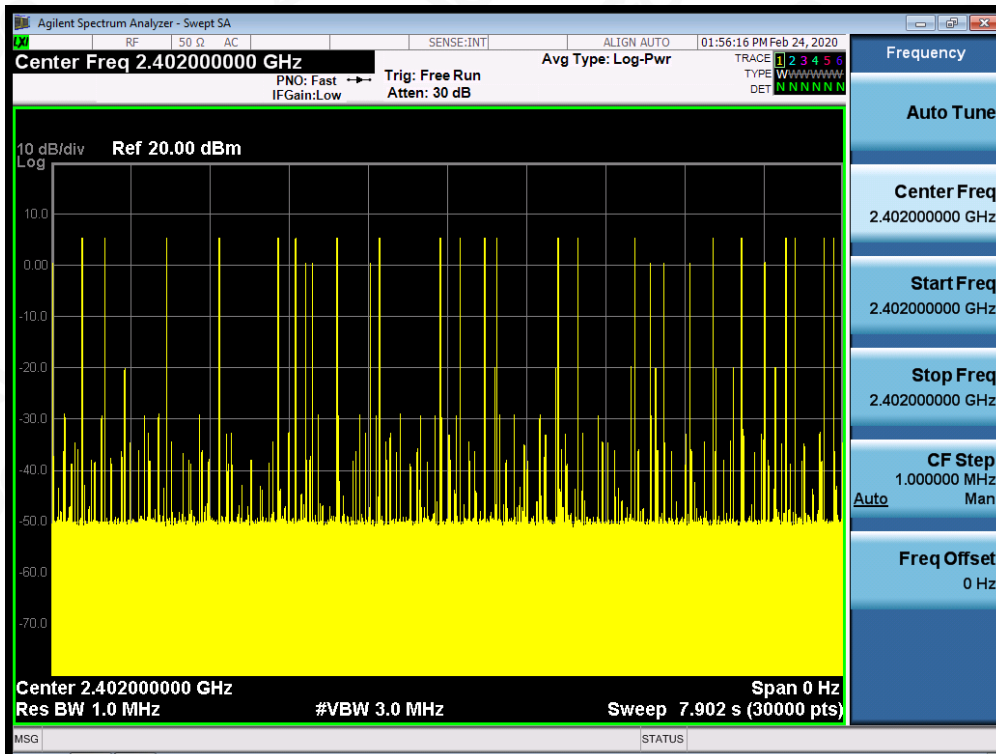 Agilent Spectrum Analyzer - Swept SA
LXI RF 50 Ω AC SENSE:INT ALIGN AUTO 01:56:16 PM Feb 24, 2020
Center Freq 2.402000000 GHz
PNO: Fast
IFGain:Low
Trig: Free Run
Atten: 30 dB
Avg Type: Log-Pwr
TRACE 1 2 3 4 5 6
TYPE WWWWWW
DET N N N N N N
10 dB/div Ref 20.00 dBm
Log
10.0
0.00
-10.0
-20.0
-30.0
-40.0
-50.0
-60.0
-70.0
Center 2.402000000 GHz Span 0 Hz
Res BW 1.0 MHz #VBW 3.0 MHz Sweep 7.902 s (30000 pts)
MSG STATUS
Frequency
Auto Tune
Center Freq
2.402000000 GHz
Start Freq
2.402000000 GHz
Stop Freq
2.402000000 GHz
CF Step
1.000000 MHz
Auto Man
Freq Offset
0 Hz